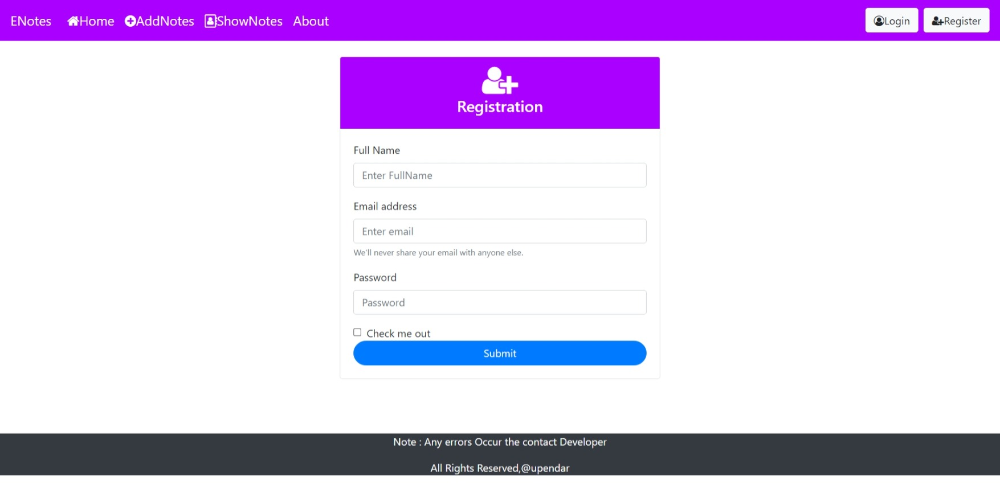 ENotes Home AddNotes ShowNotes About Login Register
Registration
Full Name
Enter FullName
Email address
Enter email
We'll never share your email with anyone else.
Password
Password
Check me out
Submit
Note : Any errors Occur the contact Developer
All Rights Reserved,@upendar